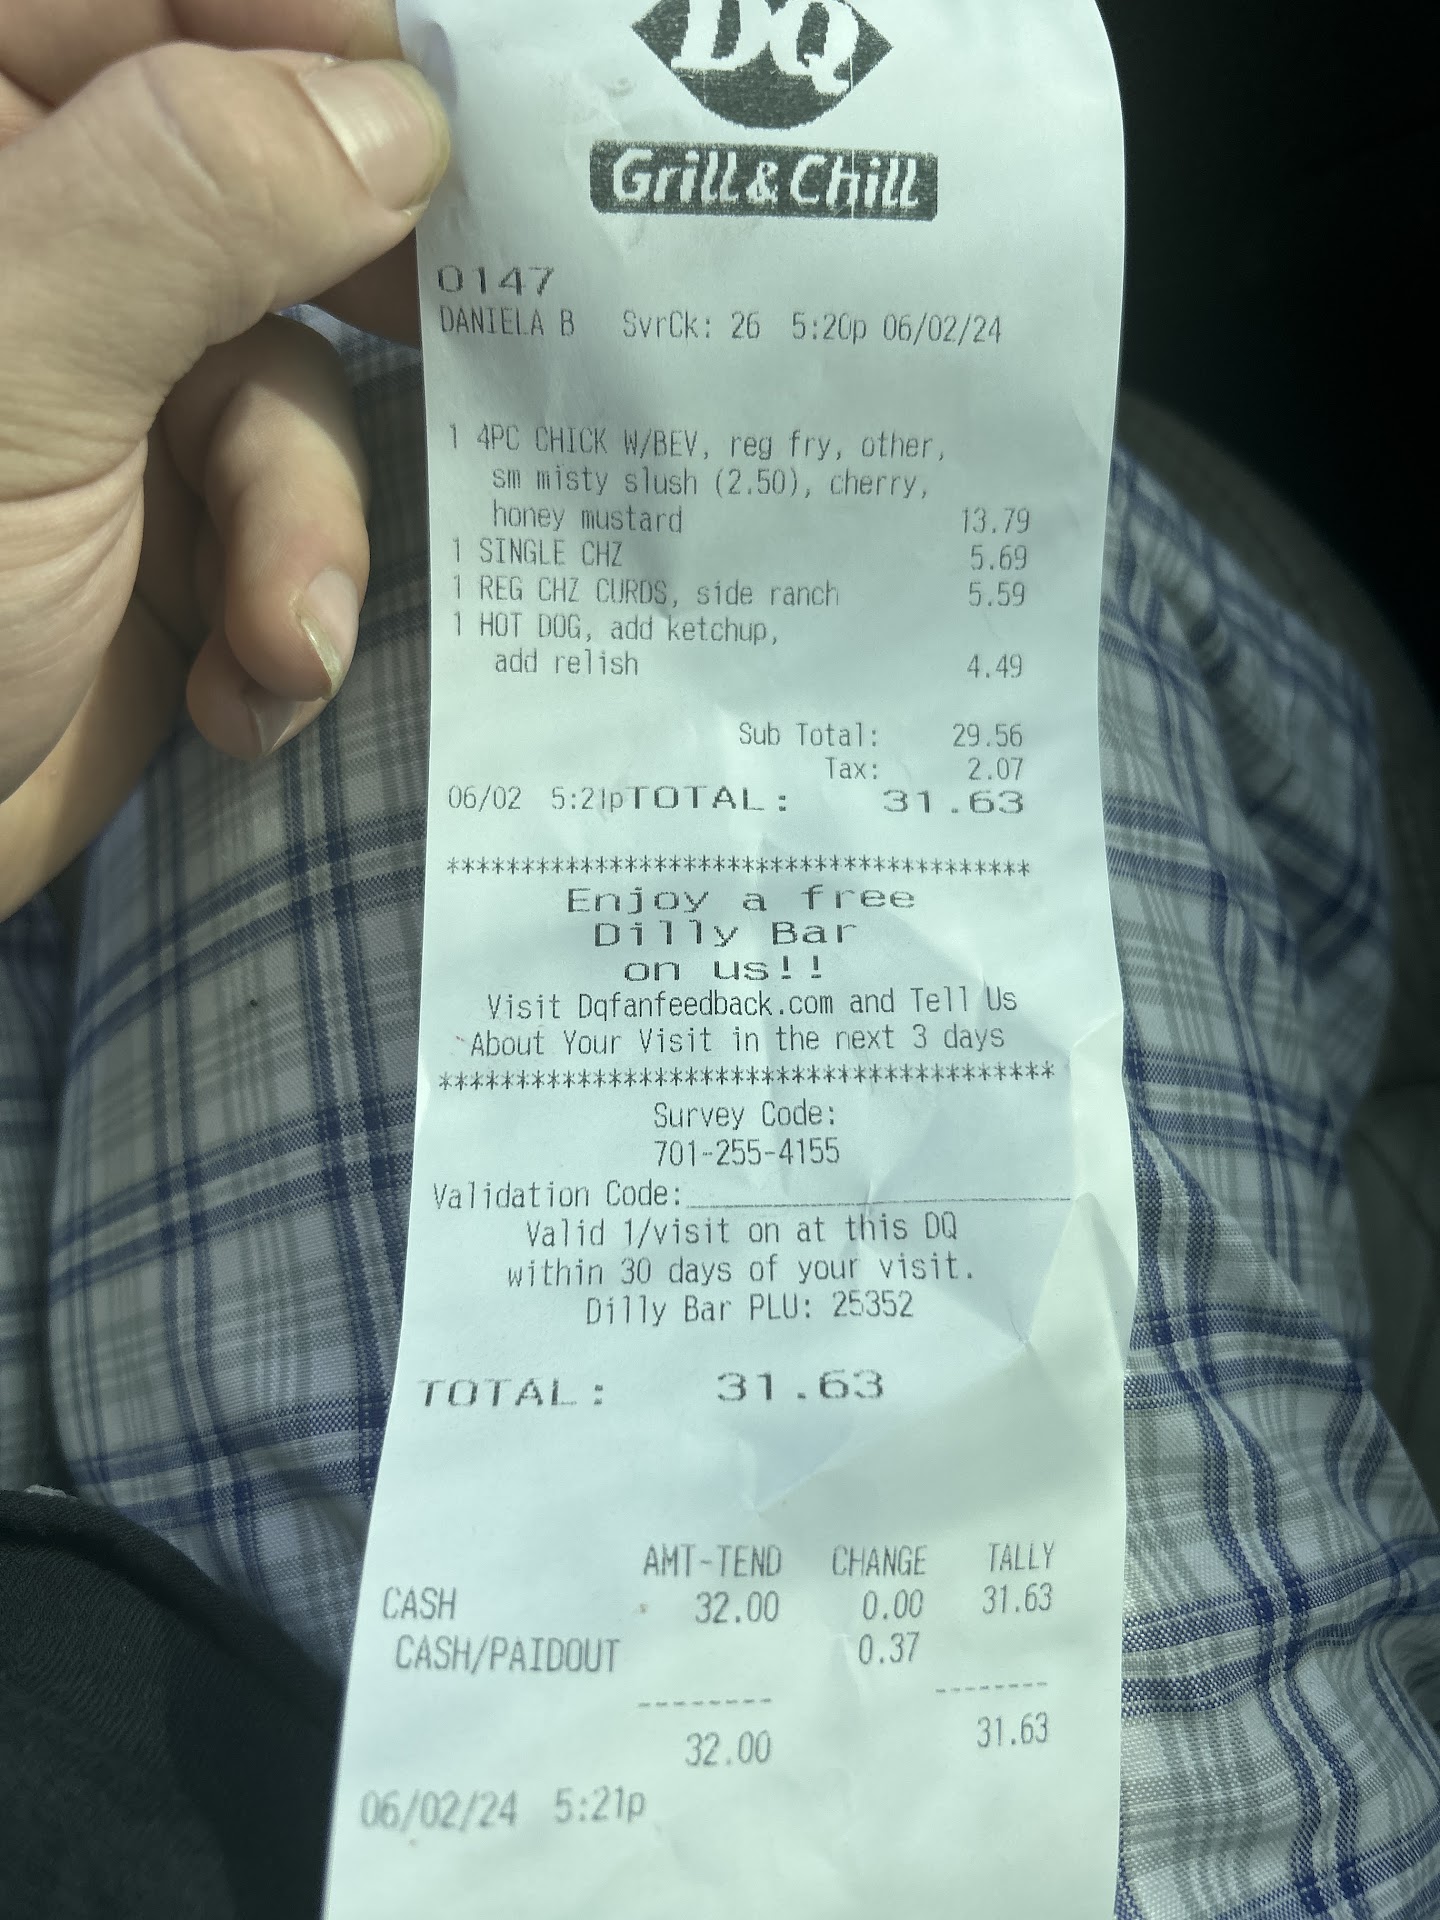 DQ
Grill & Chill
0147
DANIELA B SvrCk: 26 5:20p 06/02/24
1 4PC CHICK W/BEV, reg fry, other,
sm misty slush (2.50), cherry,
honey mustard 13.79
1 SINGLE CHZ 5.69
1 REG CHZ CURDS, side ranch 5.59
1 HOT DOG, add ketchup,
add relish 4.49
Sub Total: 29.56
Tax: 2.07
06/02 5:21pTOTAL: 31.63
****************************************
Enjoy a free
Dilly Bar
on us!!
Visit Dqfanfeedback.com and Tell Us
About Your Visit in the next 3 days
****************************************
Survey Code:
701-255-4155
Validation Code:____________________
Valid 1/visit on at this DQ
within 30 days of your visit.
Dilly Bar PLU: 25352
TOTAL: 31.63
AMT-TEND CHANGE TALLY
CASH 32.00 0.00 31.63
CASH/PAIDOUT 0.37
-------- --------
32.00 31.63
06/02/24 5:21p